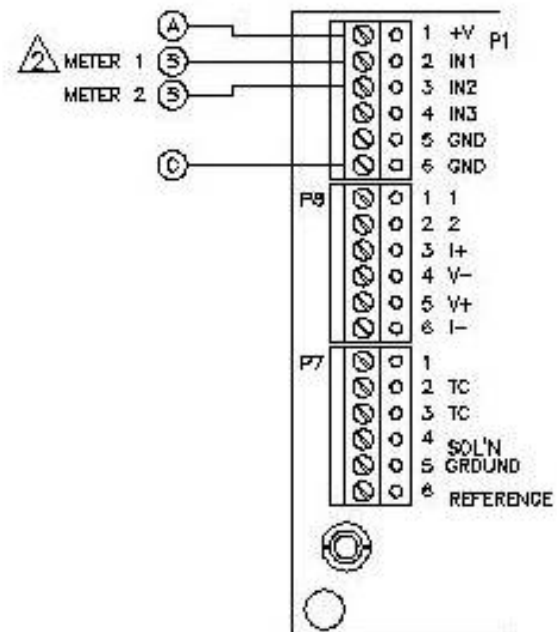 A
2 METER 1 B
METER 2 B
C
P1
1 +V
2 IN1
3 IN2
4 IN3
5 GND
6 GND
P8
1 1
2 2
3 I+
4 V-
5 V+
6 I-
P7
1
2 TC
3 TC
4 SOL'N
5 GROUND
6 REFERENCE